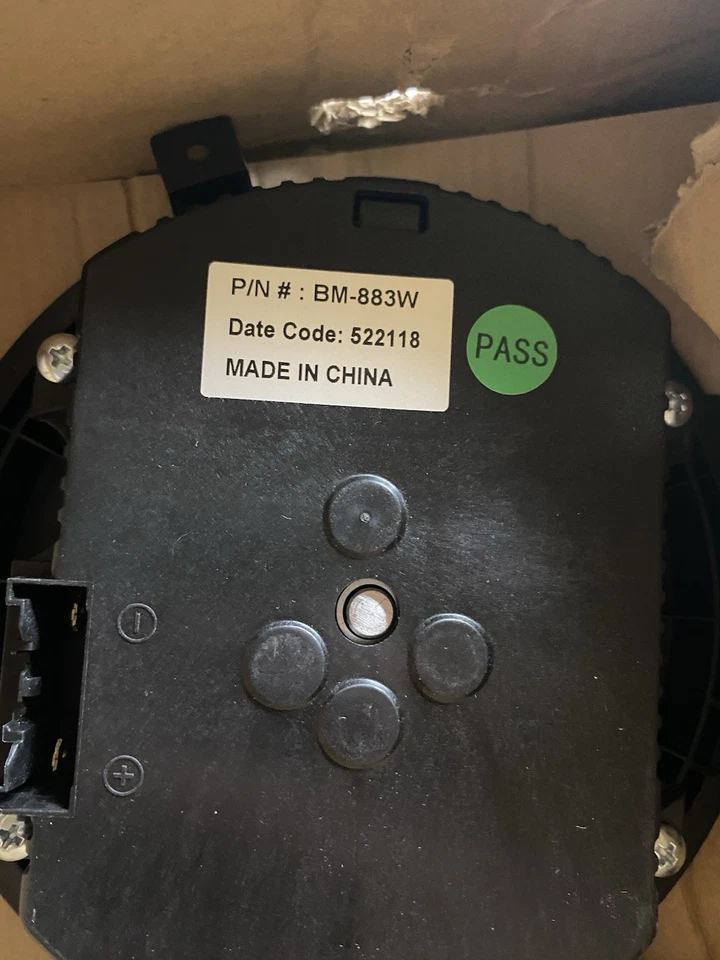 P/N # : BM-883W
Date Code: 522118
MADE IN CHINA
PASS
-
+